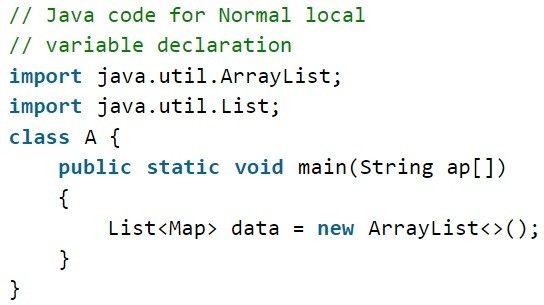 // Java code for Normal local
// variable declaration
import java.util.ArrayList;
import java.util.List;
class A {
    public static void main(String ap[])
    {
        List<Map> data = new ArrayList<>();
    }
}